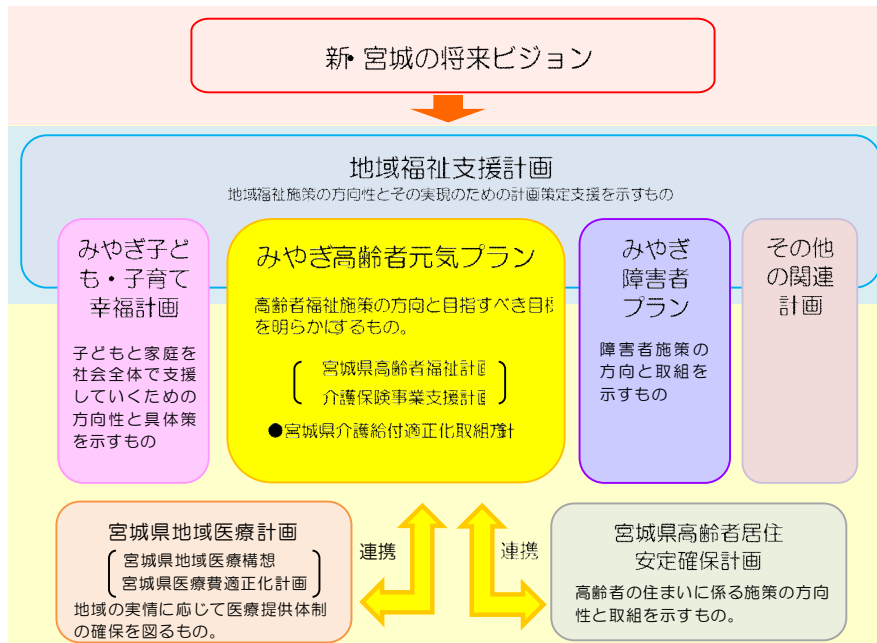 新・宮城の将来ビジョン
地域福祉支援計画
地域福祉施策の方向性とその実現のための計画策定支援を示すもの
みやぎ子ど
も・子育て
幸福計画
子どもと家庭を
社会全体で支援
していくための
方向性と具体策
を示すもの
みやぎ高齢者元気プラン
高齢者福祉施策の方向と目指すべき目標
を明らかにするもの。
宮城県高齢者福祉計画
介護保険事業支援計画
●宮城県介護給付適正化取組方針
みやぎ
障害者
プラン
障害者施策の
方向と取組を
示すもの
その他
の関連
計画
宮城県地域医療計画
宮城県地域医療構想
宮城県医療費適正化計画
地域の実情に応じて医療提供体制
の確保を図るもの。
連携
連携
宮城県高齢者居住
安定確保計画
高齢者の住まいに係る施策の方向
性と取組を示すもの。